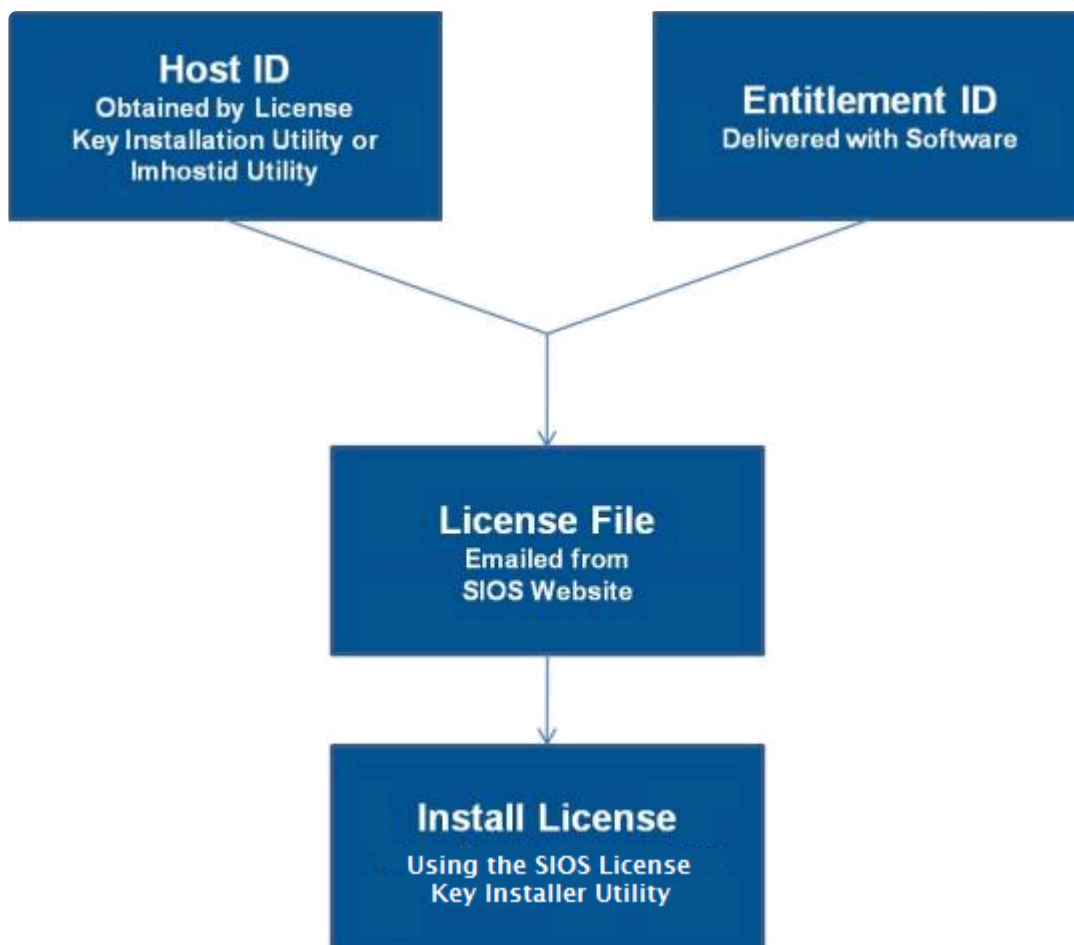 Host ID
Obtained by License
Key Installation Utility or
lmhostid Utility
Entitlement ID
Delivered with Software
License File
Emailed from
SIOS Website
Install License
Using the SIOS License
Key Installer Utility